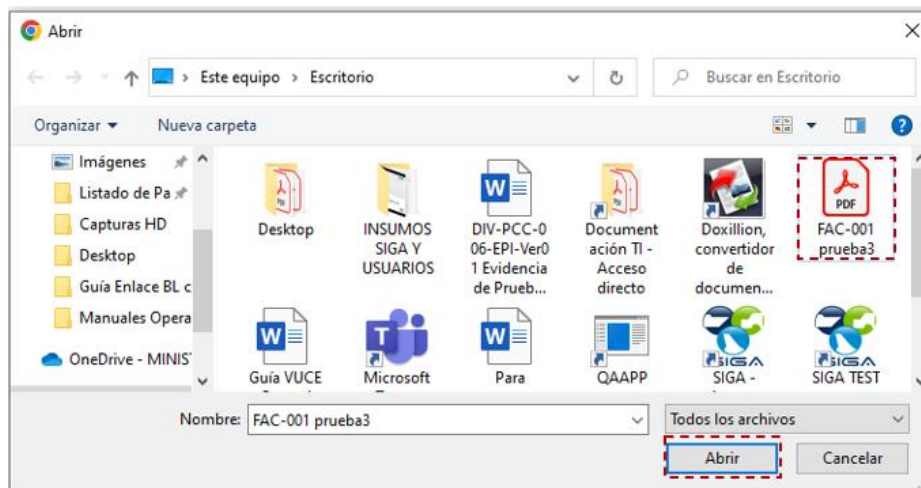 Abrir
Este equipo › Escritorio
Buscar en Escritorio
Organizar
Nueva carpeta
?
Imágenes
Listado de Pa
Capturas HD
Desktop
Guía Enlace BL c
Manuales Opera
OneDrive - MINIS
Desktop
INSUMOS
SIGA Y
USUARIOS
W
DIV-PCC-0
06-EPI-Ver0
1 Evidencia
de Prueb...
Document
ación TI -
Acceso
directo
Doxillion,
convertidor
de
documen...
PDF
FAC-001
prueba3
W
Guía VUCE
T
Microsoft
W
Para
QAAPP
SIGA
SIGA -
SIGA
SIGA TEST
Nombre: FAC-001 prueba3
Todos los archivos
Abrir
Cancelar